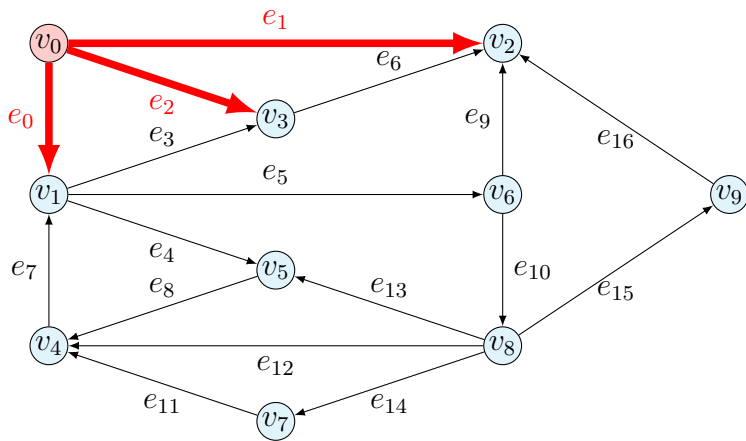 e₁
v₀
v₂
e₆
e₂
e₀
v₃
e₃
e₉
e₁₆
e₅
v₁
v₆
v₉
e₄
e₇
v₅
e₁₀
e₈
e₁₃
e₁₅
v₄
v₈
e₁₂
e₁₁
e₁₄
v₇